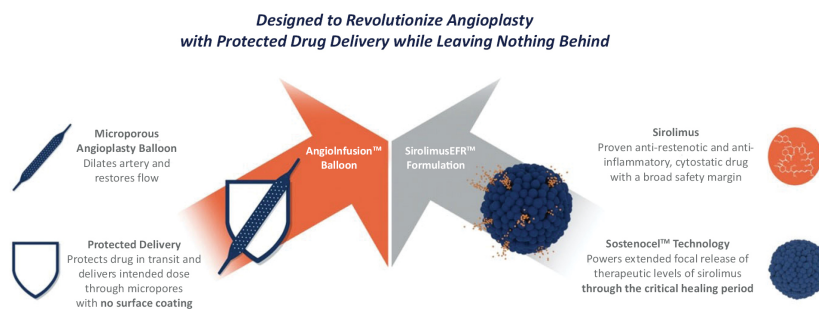 Designed to Revolutionize Angioplasty
with Protected Drug Delivery while Leaving Nothing Behind
Microporous
Angioplasty Balloon
Dilates artery and
restores flow
Protected Delivery
Protects drug in transit and
delivers intended dose
through micropores
with no surface coating
AngioInfusion™
Balloon
SirolimusEFR™
Formulation
Sirolimus
Proven anti-restenotic and anti-
inflammatory, cytostatic drug
with a broad safety margin
Sostenocel™ Technology
Powers extended focal release of
therapeutic levels of sirolimus
through the critical healing period